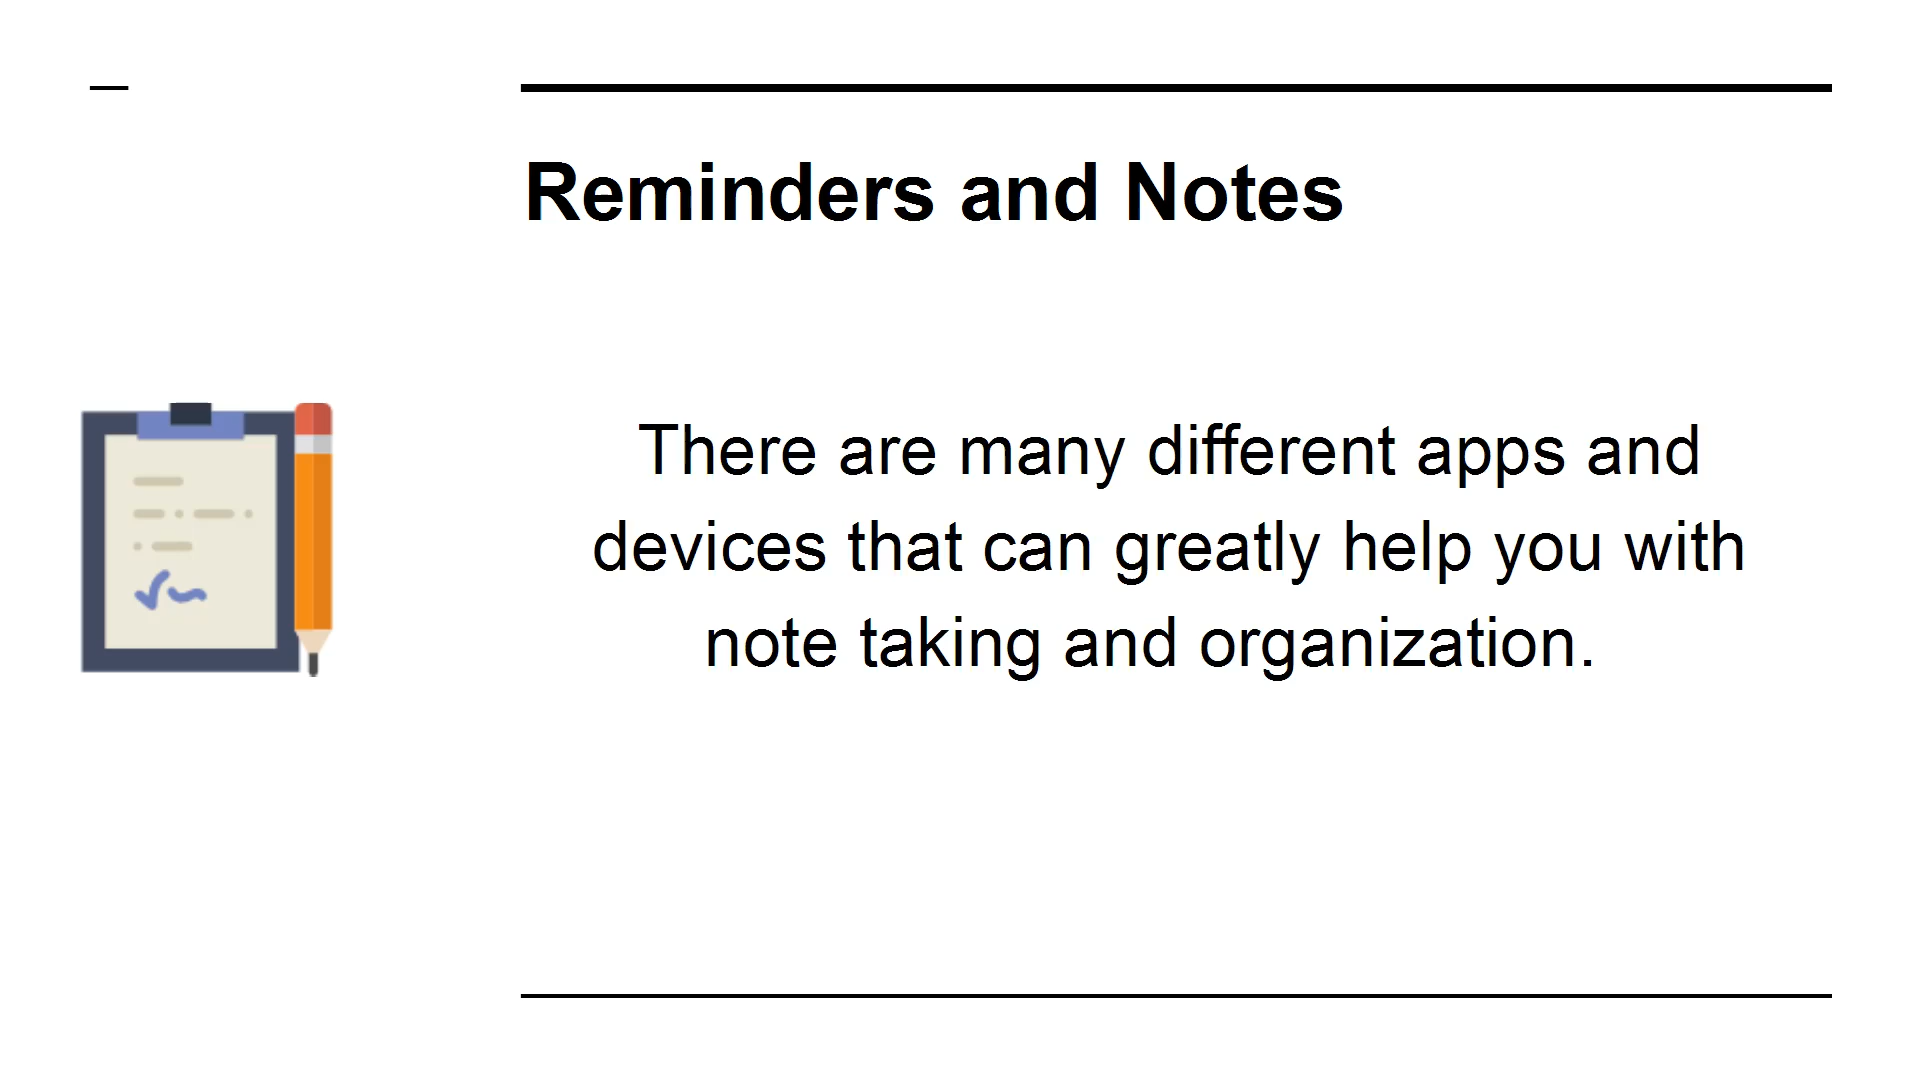 Reminders and Notes
There are many different apps and
devices that can greatly help you with
note taking and organization.